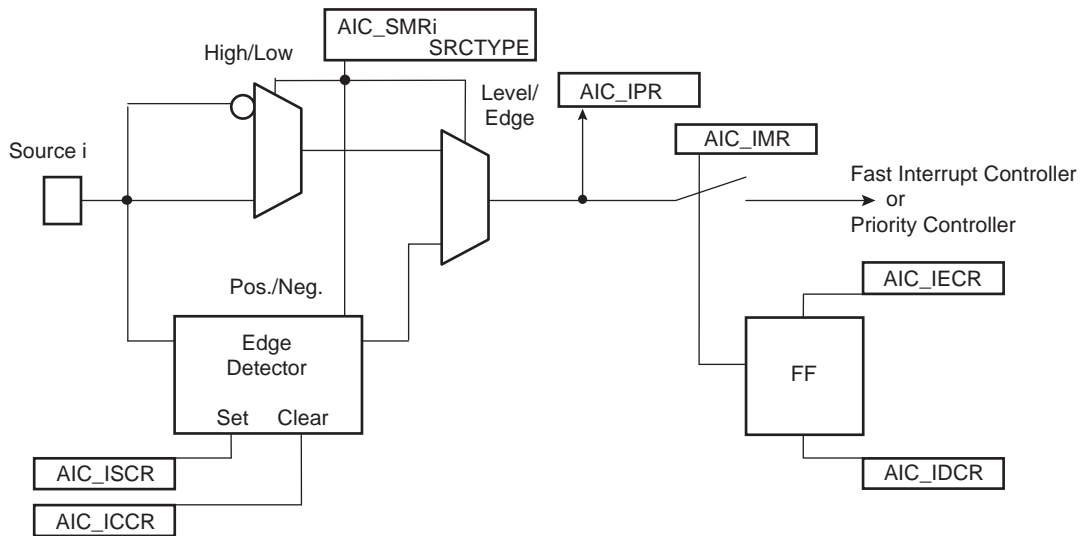 AIC_SMRi
SRCTYPE
High/Low
Level/
Edge
AIC_IPR
AIC_IMR
Source i
Fast Interrupt Controller
or
Priority Controller
Pos./Neg.
AIC_IECR
Edge
Detector
FF
Set Clear
AIC_ISCR
AIC_IDCR
AIC_ICCR